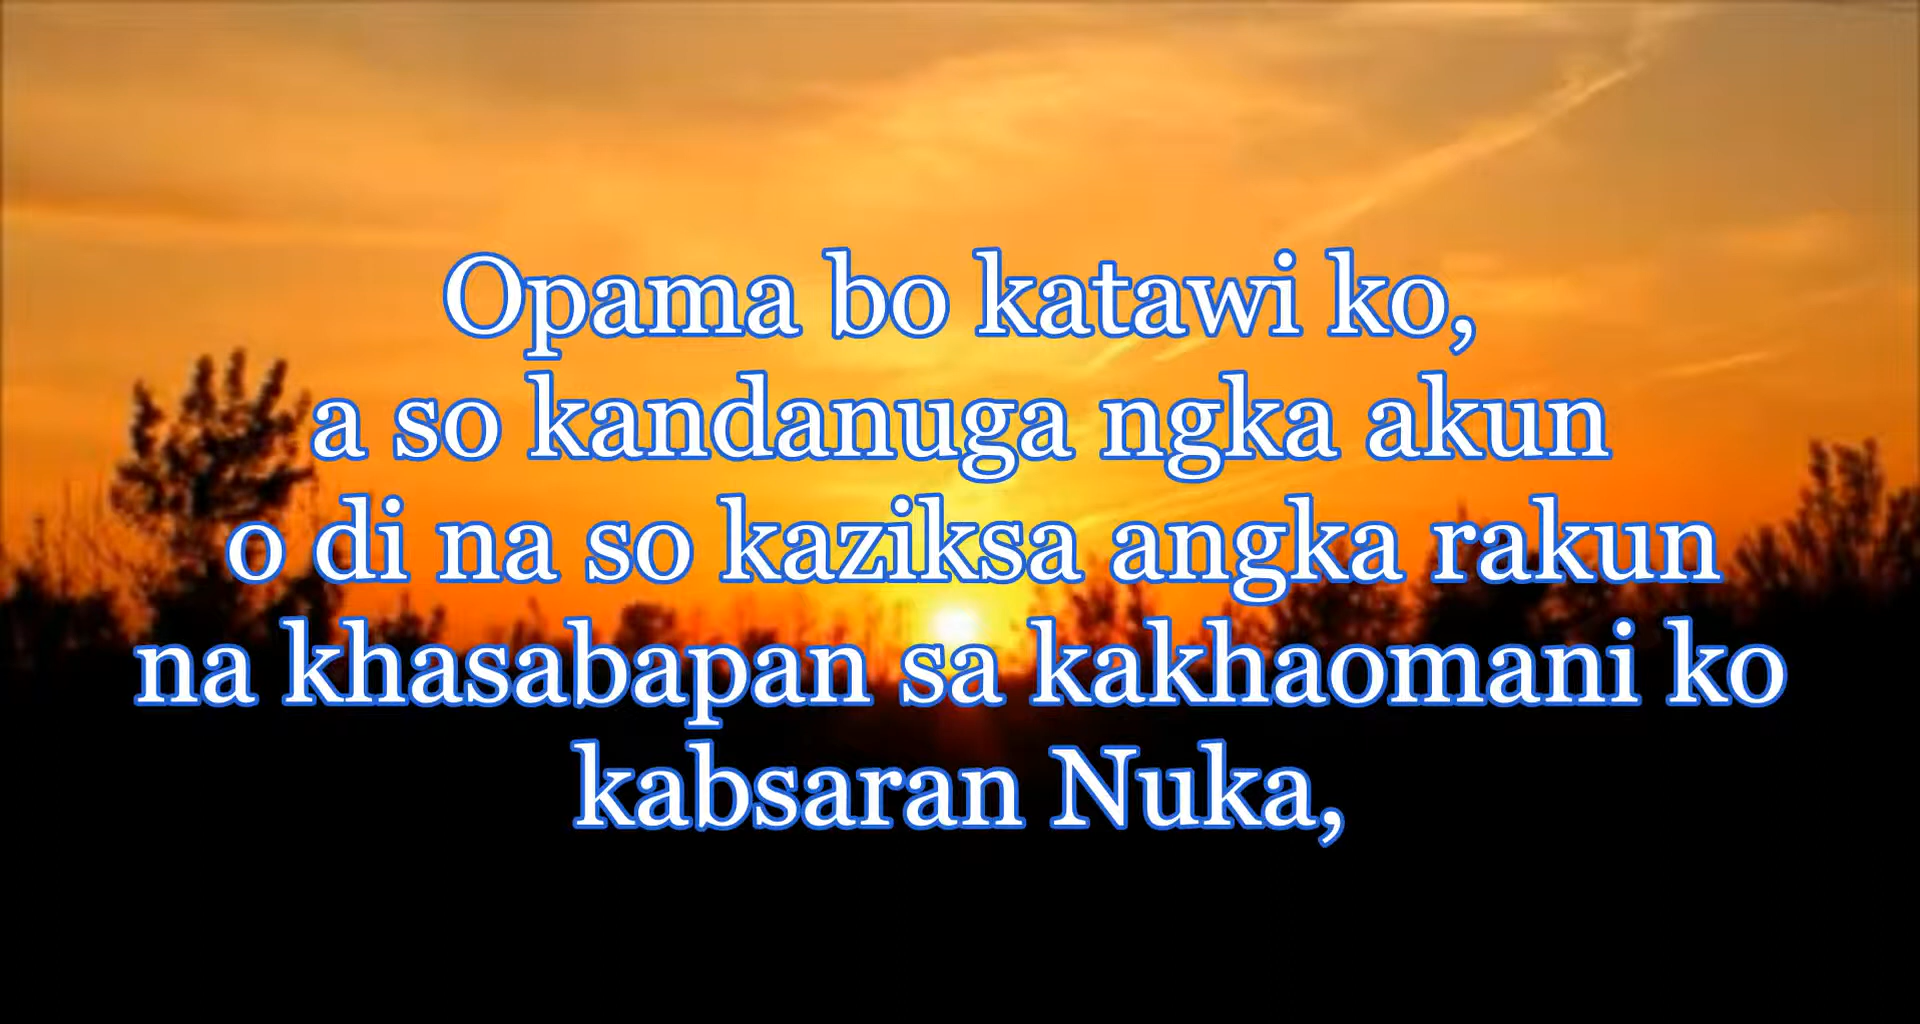 Opama bo katawi ko,
a so kandanuga ngka akun
o di na so kaziksa angka rakun
na khasabapan sa kakhaomani ko
kabsaran Nuka,